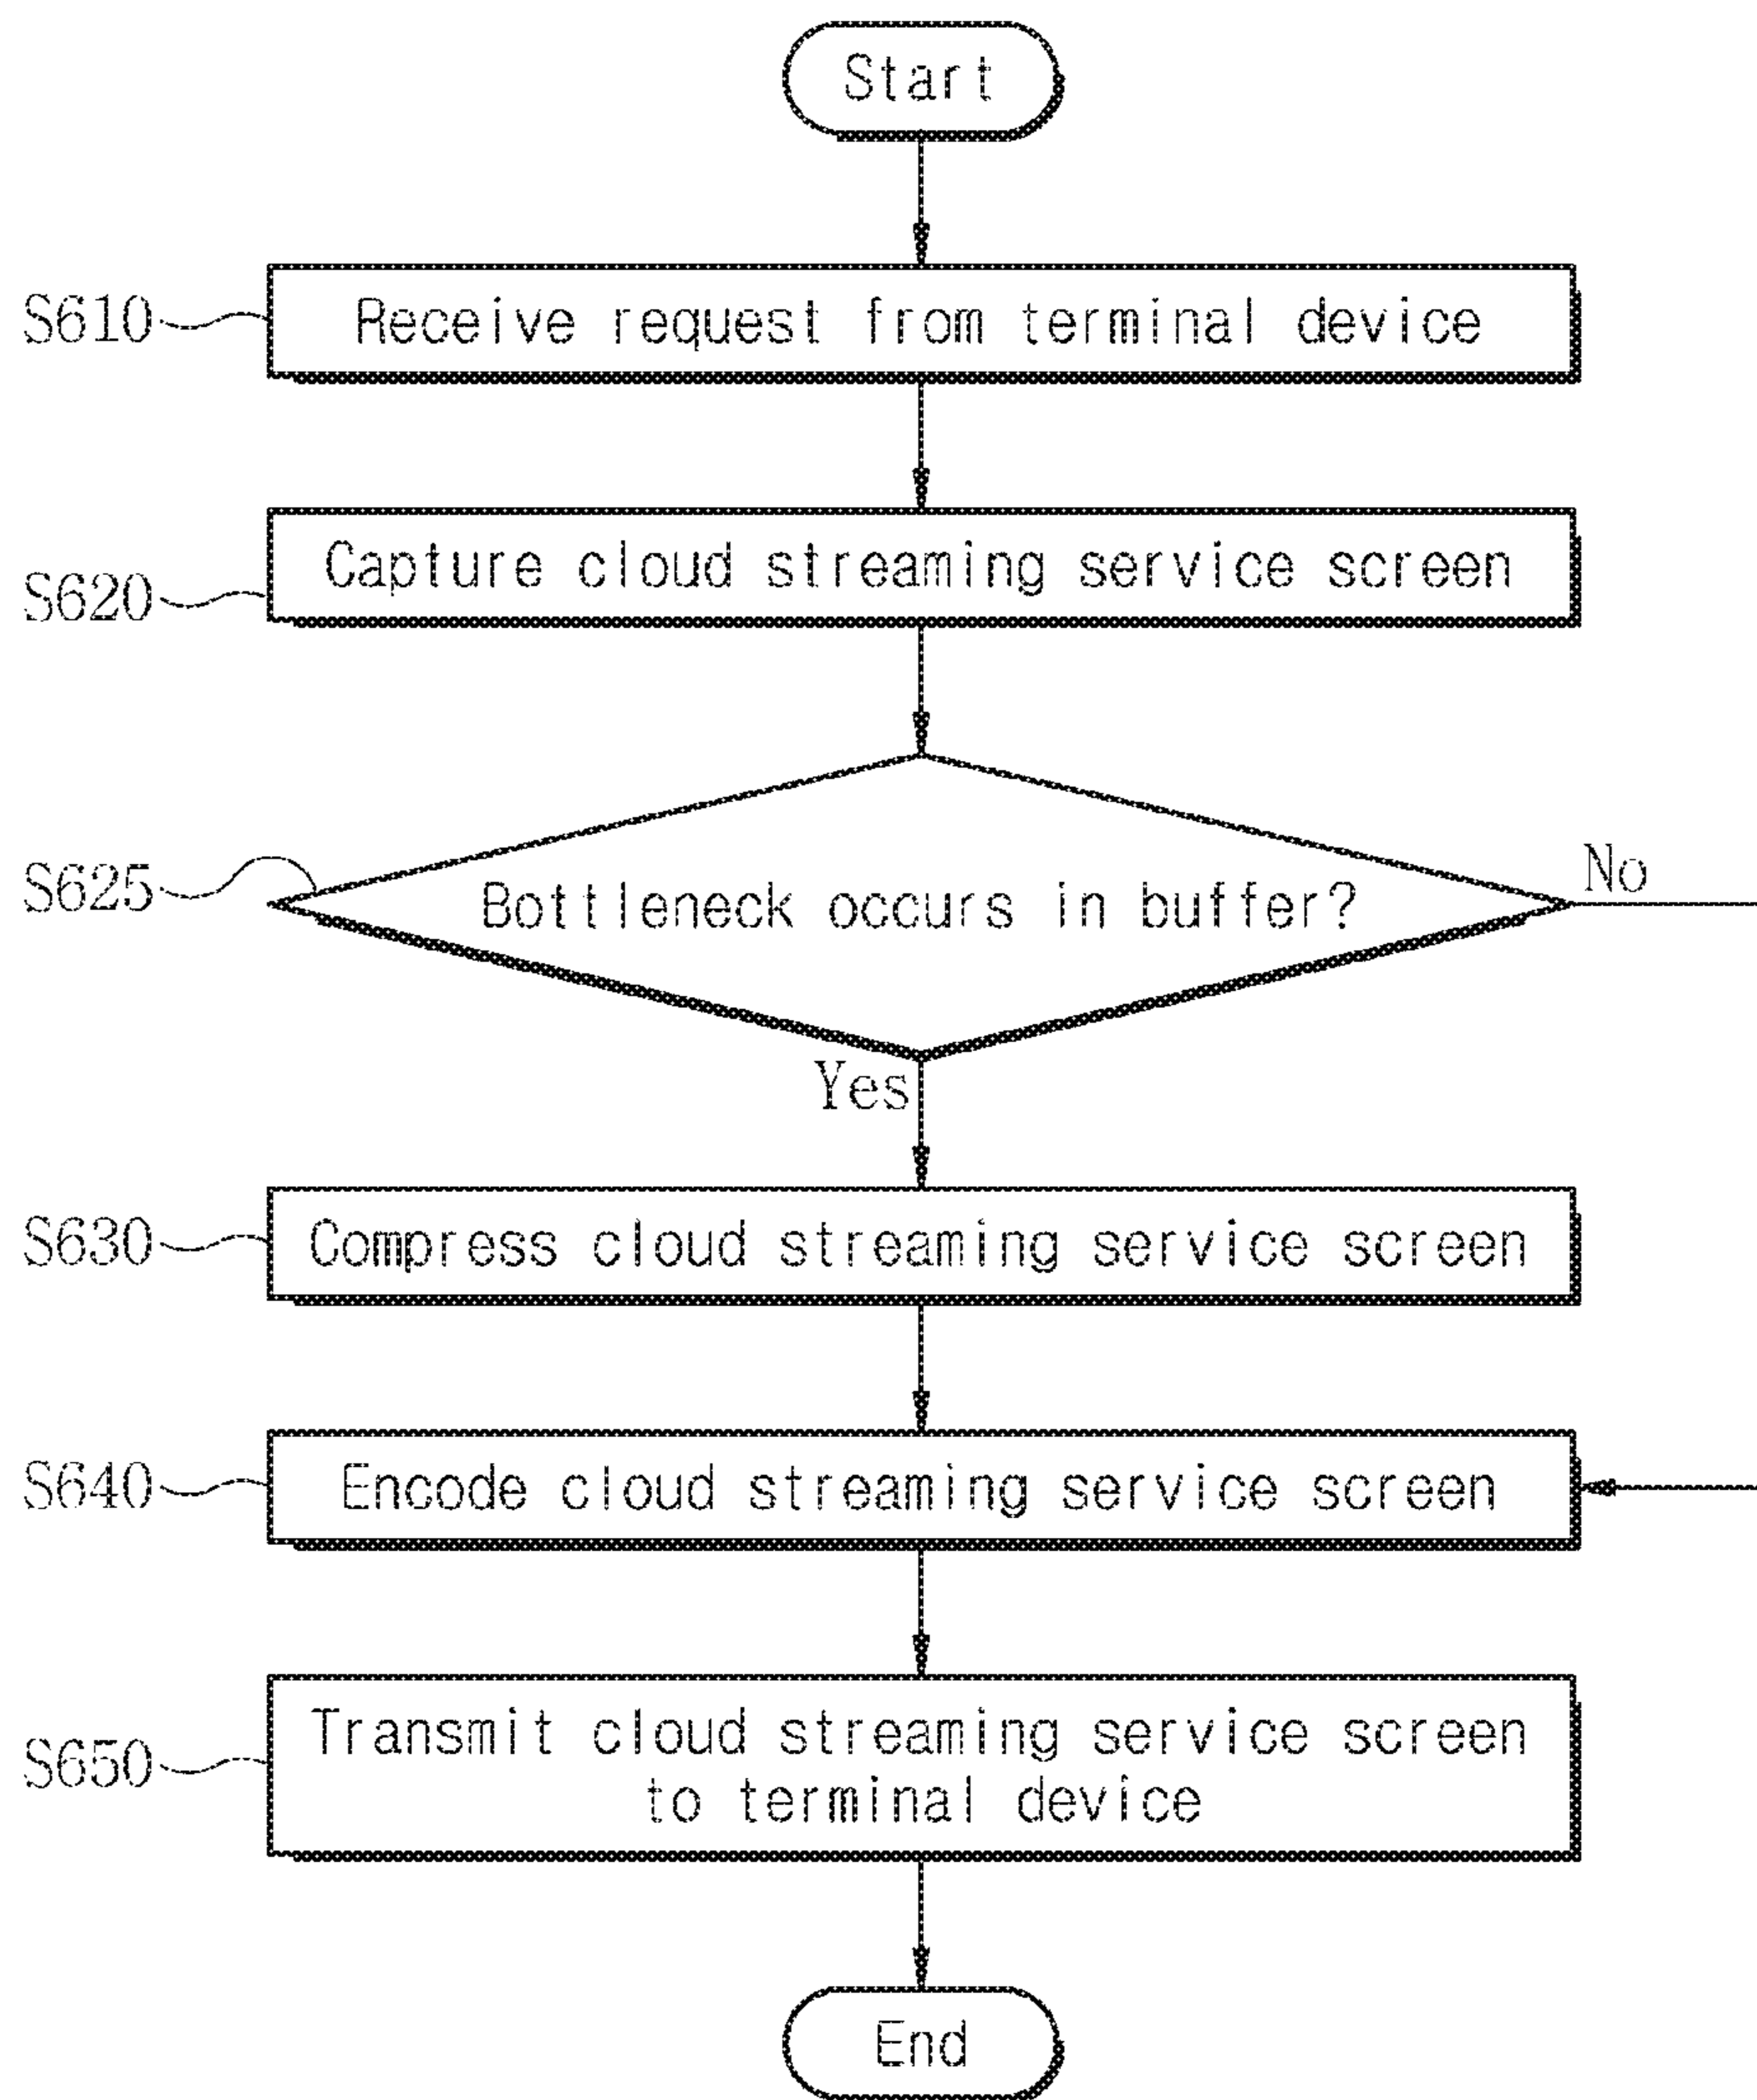 Start
S610
Receive request from terminal device
S620
Capture cloud streaming service screen
S625
Bottleneck occurs in buffer?
No
Yes
S630
Compress cloud streaming service screen
S640
Encode cloud streaming service screen
S650
Transmit cloud streaming service screen
to terminal device
End